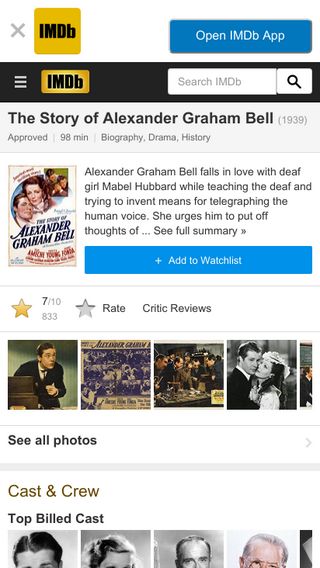 IMDb
Open IMDb App
IMDb
Search IMDb
The Story of Alexander Graham Bell (1939)
Approved | 98 min | Biography, Drama, History
Alexander Graham Bell falls in love with deaf
girl Mabel Hubbard while teaching the deaf and
trying to invent means for telegraphing the
human voice. She urges him to put off
thoughts of ... See full summary »
THE STORY OF
ALEXANDER
GRAHAM BELL
AMECHE YOUNG FONDA
+ Add to Watchlist
7/10
833
Rate
Critic Reviews
ALEXANDER GRAHAM BELL
See all photos
Cast & Crew
Top Billed Cast